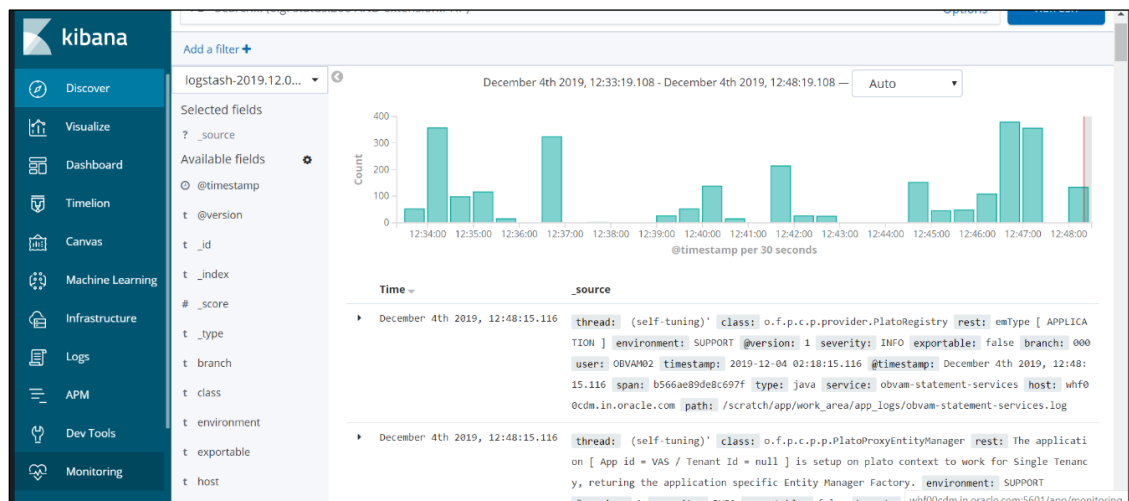 kibana
Options
Refresh
Add a filter +
Discover
Visualize
Dashboard
Timelion
Canvas
Machine Learning
Infrastructure
Logs
APM
Dev Tools
Monitoring
logstash-2019.12.0...
Selected fields
? _source
Available fields
@timestamp
t @version
t _id
t _index
# _score
t _type
t branch
t class
t environment
t exportable
t host
December 4th 2019, 12:33:19.108 - December 4th 2019, 12:48:19.108 — Auto
Count
400
300
200
100
0
12:34:00 12:35:00 12:36:00 12:37:00 12:38:00 12:39:00 12:40:00 12:41:00 12:42:00 12:43:00 12:44:00 12:45:00 12:46:00 12:47:00 12:48:00
@timestamp per 30 seconds
Time _source
December 4th 2019, 12:48:15.116 thread: (self-tuning)' class: o.f.p.c.p.provider.PlatoRegistry rest: emType [ APPLICA
TION ] environment: SUPPORT @version: 1 severity: INFO exportable: false branch: 000
user: OBVAM02 timestamp: 2019-12-04 02:18:15.116 @timestamp: December 4th 2019, 12:48:
15.116 span: b566ae89de8c697f type: java service: obvam-statement-services host: whf0
0cdm.in.oracle.com path: /scratch/app/work_area/app_logs/obvam-statement-services.log
December 4th 2019, 12:48:15.116 thread: (self-tuning)' class: o.f.p.c.p.p.PlatoProxyEntityManager rest: The applicati
on [ App id = VAS / Tenant Id = null ] is setup on plato context to work for Single Tenanc
y, returing the application specific Entity Manager Factory. environment: SUPPORT
whf00cdm.in.oracle.com:5601/app/monitoring